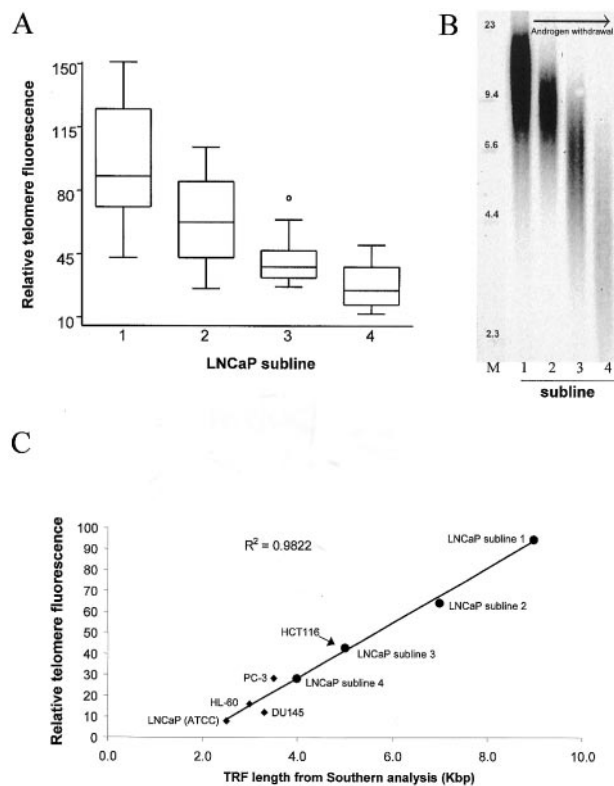 A
Relative telomere fluorescence
150
115
80
45
10
1 2 3 4
LNCaP subline
B
Androgen withdrawal
23
9.4
6.6
4.4
2.3
M 1 2 3 4
subline
C
Relative telomere fluorescence
100
90
80
70
60
50
40
30
20
10
0
R² = 0.9822
LNCaP subline 1
LNCaP subline 2
HCT116
LNCaP subline 3
PC-3
LNCaP subline 4
HL-60
DU145
LNCaP (ATCC)
0.0 2.0 4.0 6.0 8.0 10.0
TRF length from Southern analysis (Kbp)